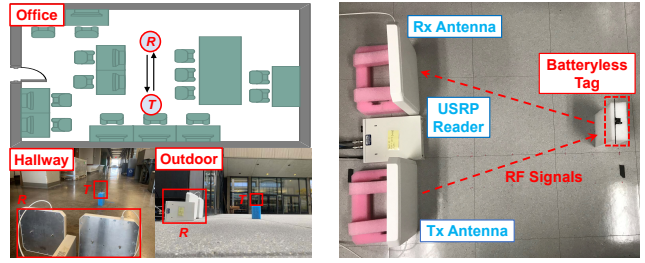 Office
R
T
Hallway
Outdoor
T
R
T
R
Rx Antenna
Batteryless
Tag
USRP
Reader
RF Signals
Tx Antenna